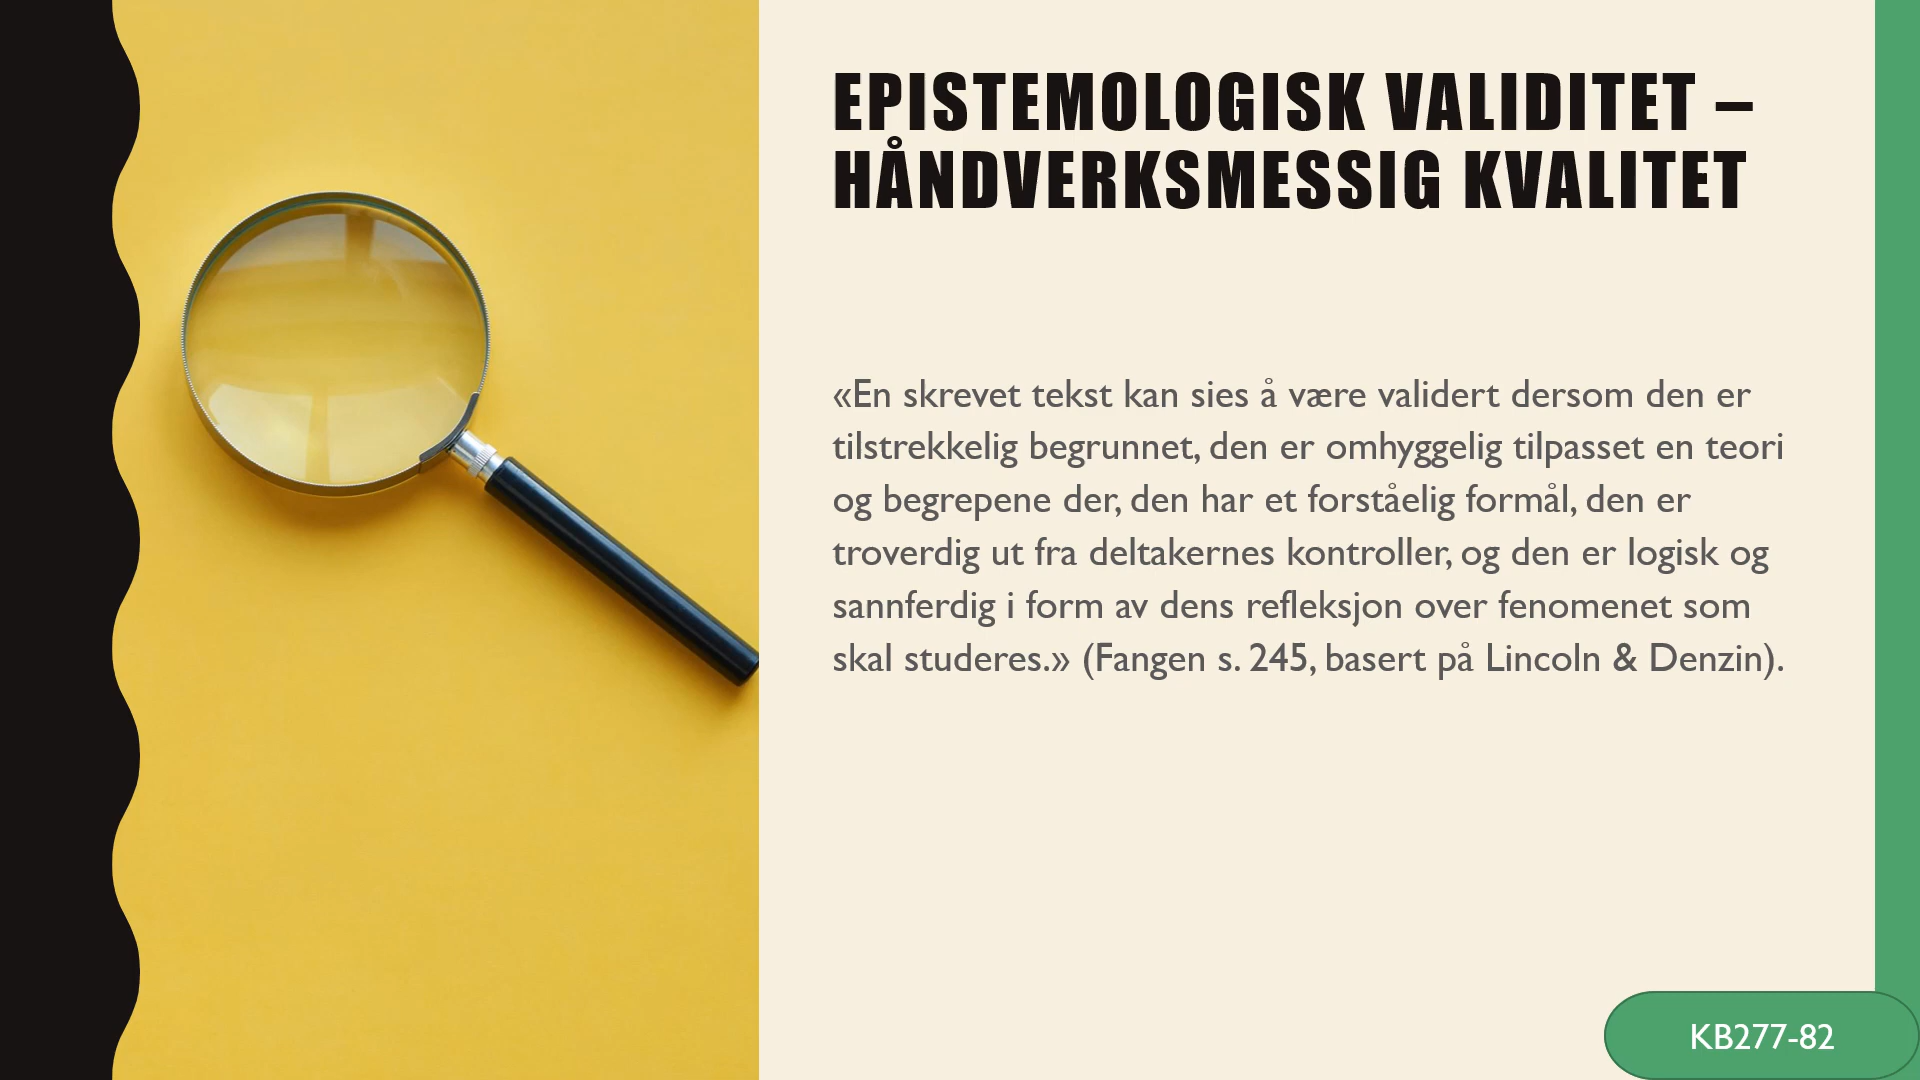 EPISTEMOLOGISK VALIDITET –
HÅNDVERKSMESSIG KVALITET
«En skrevet tekst kan sies å være validert dersom den er
tilstrekkelig begrunnet, den er omhyggelig tilpasset en teori
og begrepene der, den har et forståelig formål, den er
troverdig ut fra deltakernes kontroller, og den er logisk og
sannferdig i form av dens refleksjon over fenomenet som
skal studeres.» (Fangen s. 245, basert på Lincoln & Denzin).
KB277-82